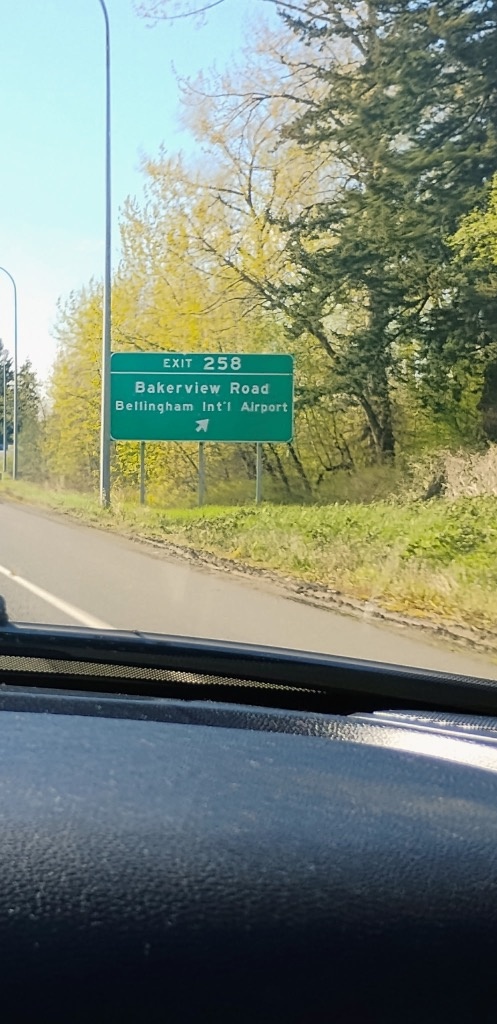 EXIT 258
Bakerview Road
Bellingham Int'l Airport